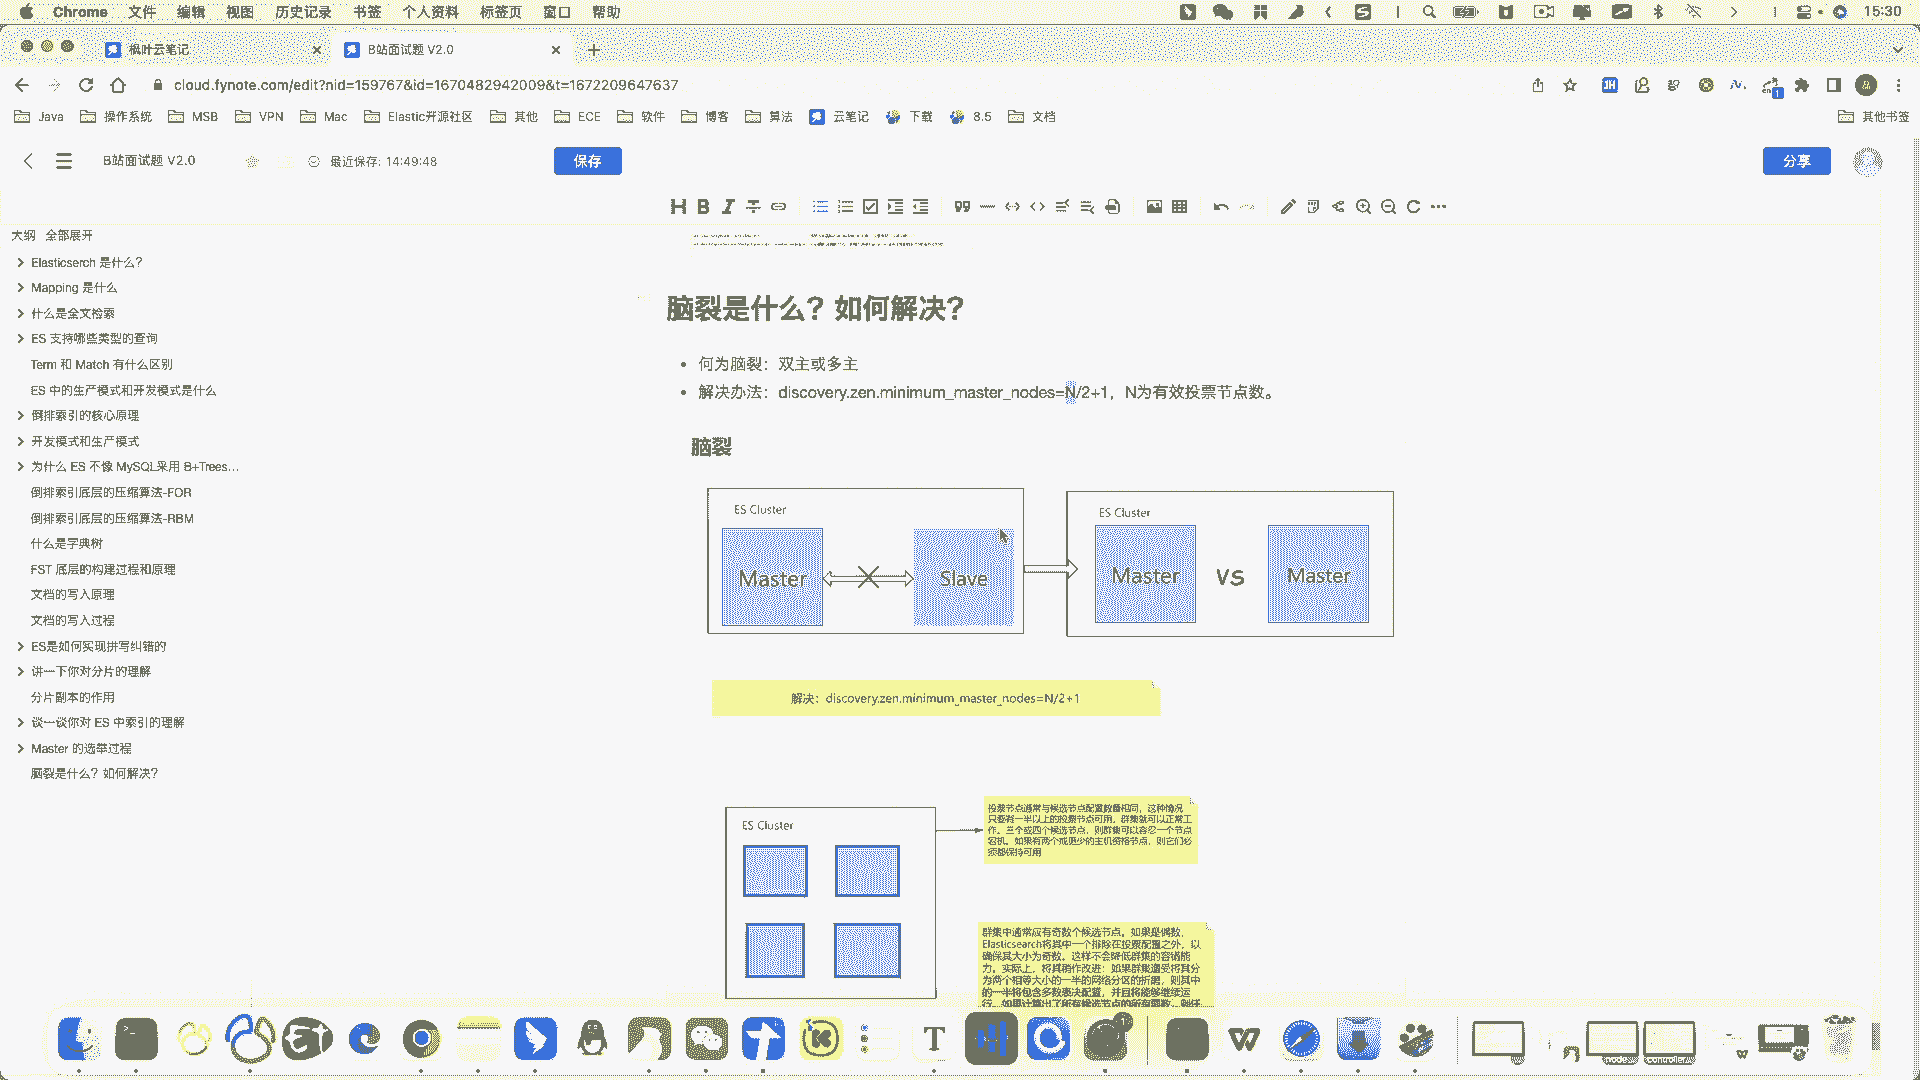 Chrome 文件 编辑 视图 历史记录 书签 个人资料 标签页 窗口 帮助 15:30
枫叶云笔记 B站面试题 V2.0
cloud.fynote.com/edit?nid=159767&id=1670482942009&t=1672209647637
Java 操作系统 MSB VPN Mac Elastic开源社区 其他 ECE 软件 博客 算法 云笔记 下载 8.5 文档 其他书签
B站面试题 V2.0 最近保存: 14:49:48 保存 分享
大纲 全部展开
Elasticserch 是什么?
Mapping 是什么
什么是全文检索
ES 支持哪些类型的查询
Term 和 Match 有什么区别
ES 中的生产模式和开发模式是什么
倒排索引的核心原理
开发模式和生产模式
为什么 ES 不像 MySQL采用 B+Trees...
倒排索引底层的压缩算法-FOR
倒排索引底层的压缩算法-RBM
什么是字典树
FST 底层的构建过程和原理
文档的写入原理
文档的写入过程
ES是如何实现拼写纠错的
讲一下你对分片的理解
分片副本的作用
谈一谈你对 ES 中索引的理解
Master 的选举过程
脑裂是什么? 如何解决?
脑裂是什么? 如何解决?
何为脑裂: 双主或多主
解决办法: discovery.zen.minimum_master_nodes=N/2+1, N为有效投票节点数。
脑裂
ES Cluster
Master
Slave
ES Cluster
Master
VS
Master
解决: discovery.zen.minimum_master_nodes=N/2+1
ES Cluster
投票节点通常与候选节点配置数量相同, 这种情况
只要有一半以上的投票节点可用, 群集就可以正常工
作。三个或四个候选节点, 则群集可以容忍一个节点
宕机。如果有两个或更少的主机资格节点, 则它们必
须都保持可用
群集中通常应有奇数个候选节点。如果是偶数,
Elasticsearch将其中一个排除在投票配置之外, 以
确保其大小为奇数。这样不会降低群集的容错能
力。实际上, 将其稍作改进: 如果群集遭受将其分
为两个相等大小的一半的网络分区的折磨, 则其中
的一半将包含多数表决配置, 并且将能够继续运